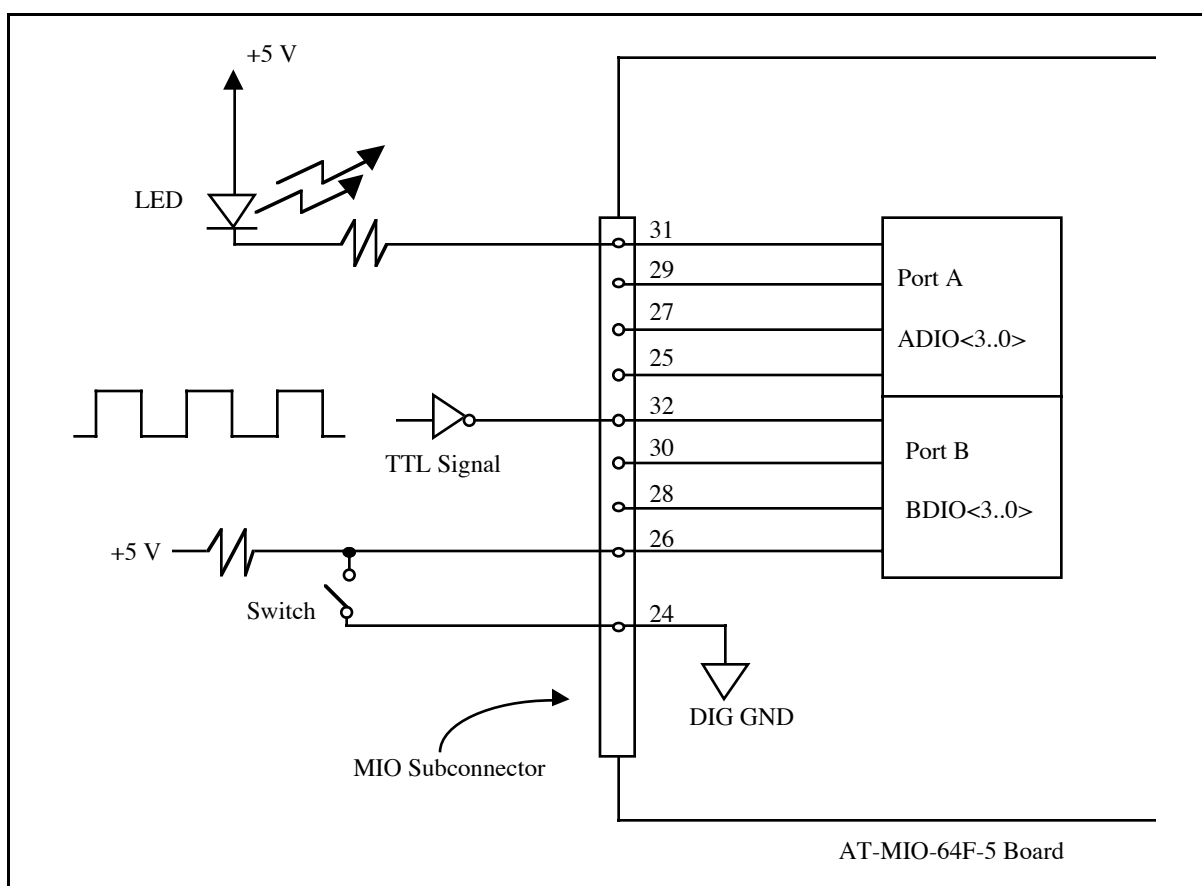 +5 V
LED
31
29
Port A
27
ADIO<3..0>
25
32
TTL Signal
30
Port B
28
BDIO<3..0>
+5 V
26
Switch
24
DIG GND
MIO Subconnector
AT-MIO-64F-5 Board